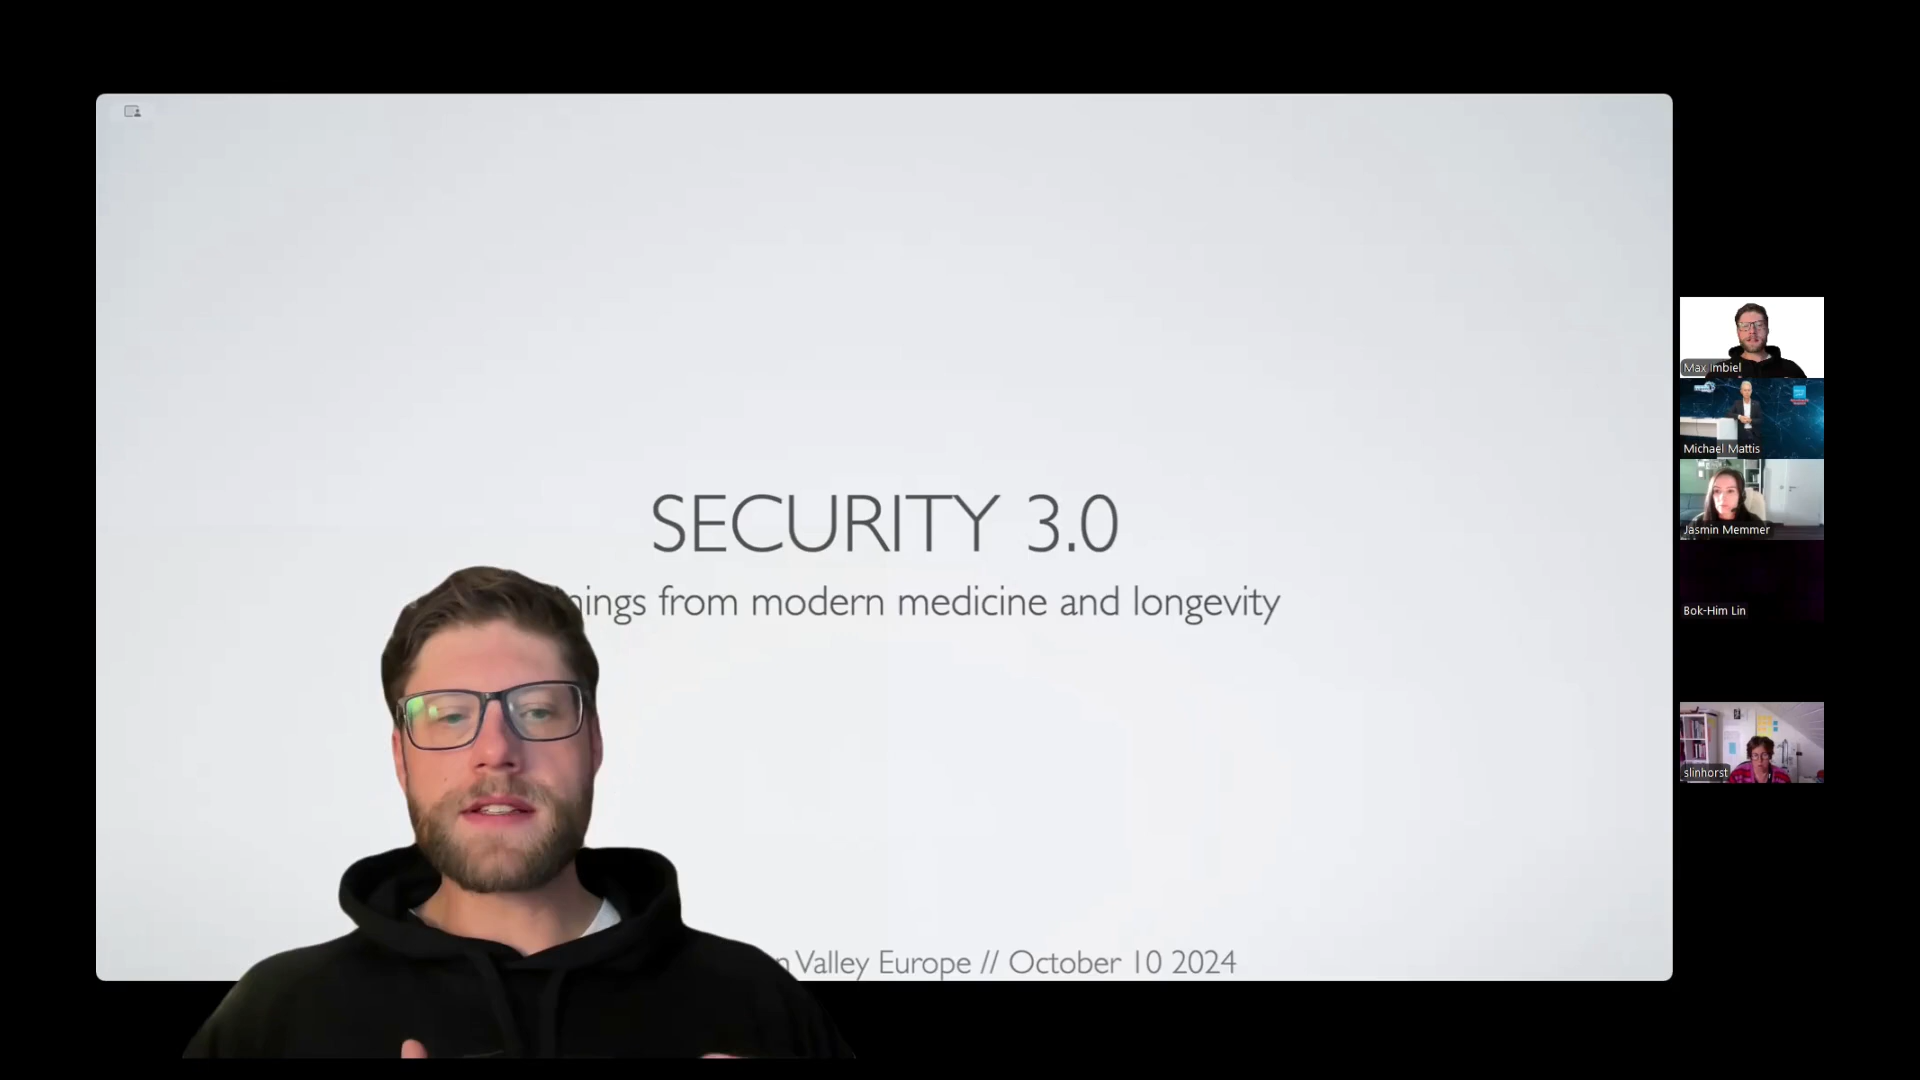 SECURITY 3.0
from modern medicine and longevity
Valley Europe // October 10 2024
Max Imbiel
Michael Mattis
Jasmin Memmer
Bok-Him Lin
slinhorst